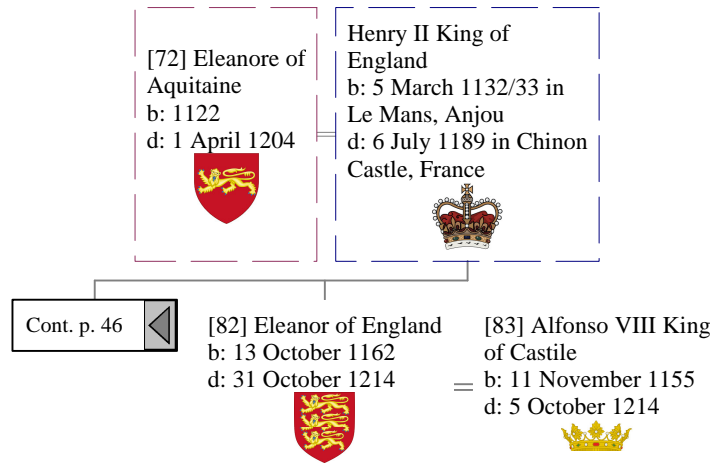 [72] Eleanore of
Aquitaine
b: 1122
d: 1 April 1204
Henry II King of
England
b: 5 March 1132/33 in
Le Mans, Anjou
d: 6 July 1189 in Chinon
Castle, France
Cont. p. 46
[82] Eleanor of England
b: 13 October 1162
d: 31 October 1214
[83] Alfonso VIII King
of Castile
b: 11 November 1155
d: 5 October 1214